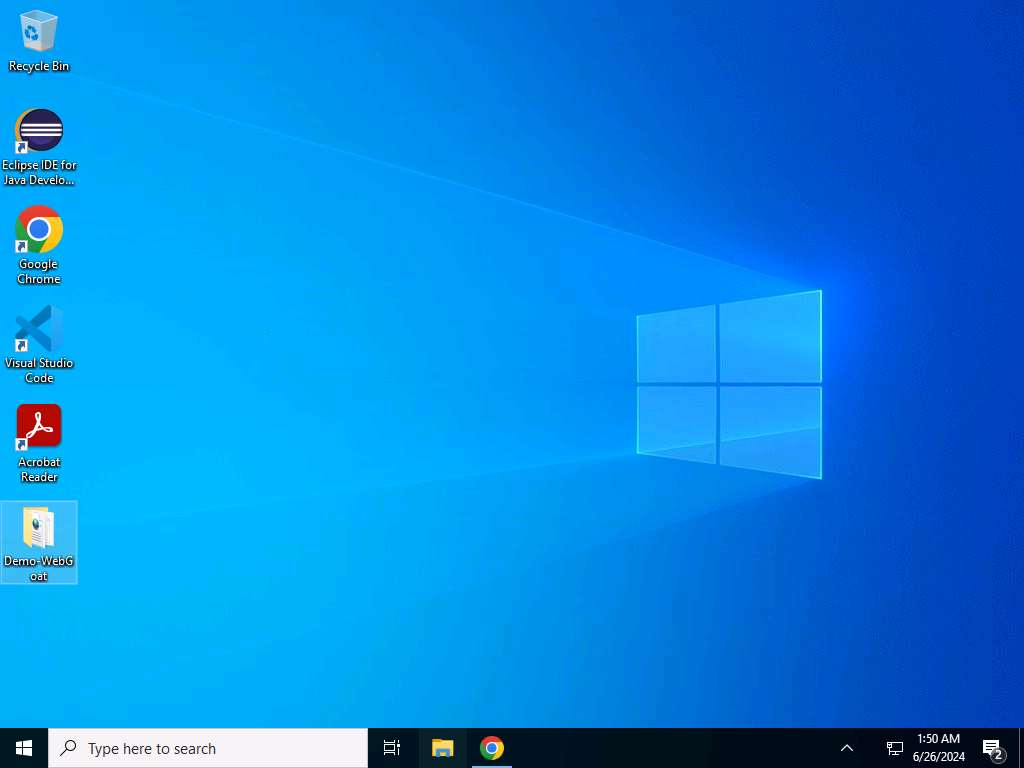 Recycle Bin
Eclipse IDE for
Java Develo...
Google
Chrome
Visual Studio
Code
Acrobat
Reader
Demo-WebG
oat
Type here to search
1:50 AM
6/26/2024
2